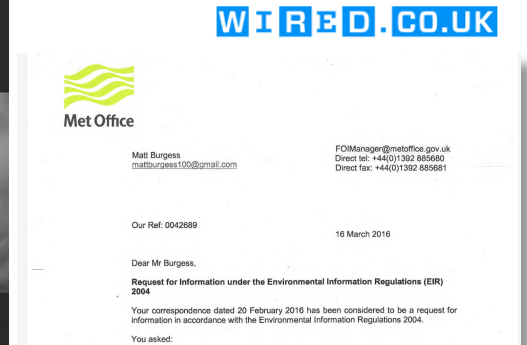 WIRED.CO.UK
Met Office
Matt Burgess
mattburgess100@gmail.com
FOIManager@metoffice.gov.uk
Direct tel: +44(0)1392 885680
Direct fax: +44(0)1392 885681
Our Ref: 0042689
16 March 2016
Dear Mr Burgess,
Request for Information under the Environmental Information Regulations (EIR)
2004
Your correspondence dated 20 February 2016 has been considered to be a request for
information in accordance with the Environmental Information Regulations 2004.
You asked: